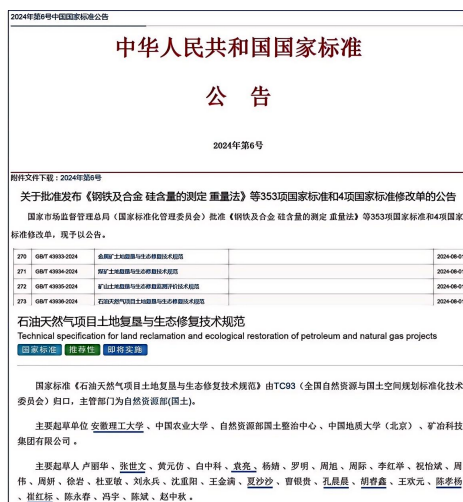 2024年第6号中国国家标准公告
中华人民共和国国家标准
公 告
2024年第6号
附件文件下载：2024年第6号
关于批准发布《钢铁及合金 硅含量的测定 重量法》等353项国家标准和4项国家标准修改单的公告
国家市场监督管理总局（国家标准化管理委员会）批准《钢铁及合金 硅含量的测定 重量法》等353项国家标准和4项国家
标准修改单，现予以公告。
270 GB/T 43933-2024 金属矿土地复垦与生态修复技术规范 2024-08-01
271 GB/T 43934-2024 煤矿土地复垦与生态修复技术规范 2024-08-01
272 GB/T 43935-2024 矿山土地复垦与生态修复监测评价技术规范 2024-08-01
273 GB/T 43936-2024 石油天然气项目土地复垦与生态修复技术规范 2024-08-01
石油天然气项目土地复垦与生态修复技术规范
Technical specification for land reclamation and ecological restoration of petroleum and natural gas projects
国家标准 推荐性 即将实施
国家标准《石油天然气项目土地复垦与生态修复技术规范》由TC93（全国自然资源与国土空间规划标准化技术
委员会）归口，主管部门为自然资源部(国土)。
主要起草单位 安徽理工大学 、中国农业大学 、自然资源部国土整治中心 、中国地质大学（北京） 、矿冶科技
集团有限公司 。
主要起草人 卢丽华 、张世文 、黄元仿 、白中科 、袁亮 、杨婧 、罗明 、周旭 、周际 、李红举 、祝怡斌 、周
伟 、周妍 、徐岩 、杜亚敏 、刘永兵 、沈重阳 、王金满 、夏沙沙 、曹银贵 、孔晨晨 、胡睿鑫 、王欢元 、陈孝杨
、崔红标 、陈永春 、冯宇 、陈斌 、赵中秋 。